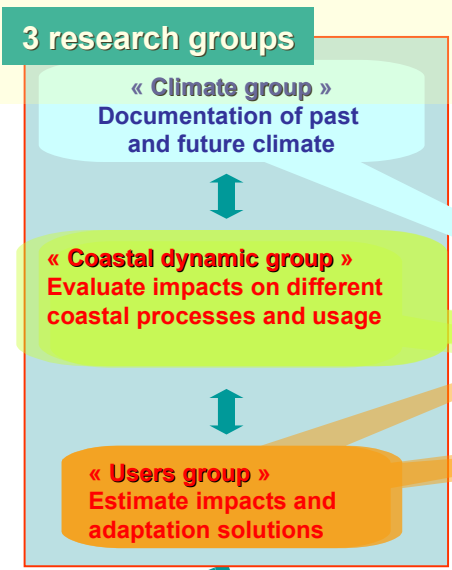 3 research groups
« Climate group »
Documentation of past
and future climate
« Coastal dynamic group »
Evaluate impacts on different
coastal processes and usage
« Users group »
Estimate impacts and
adaptation solutions